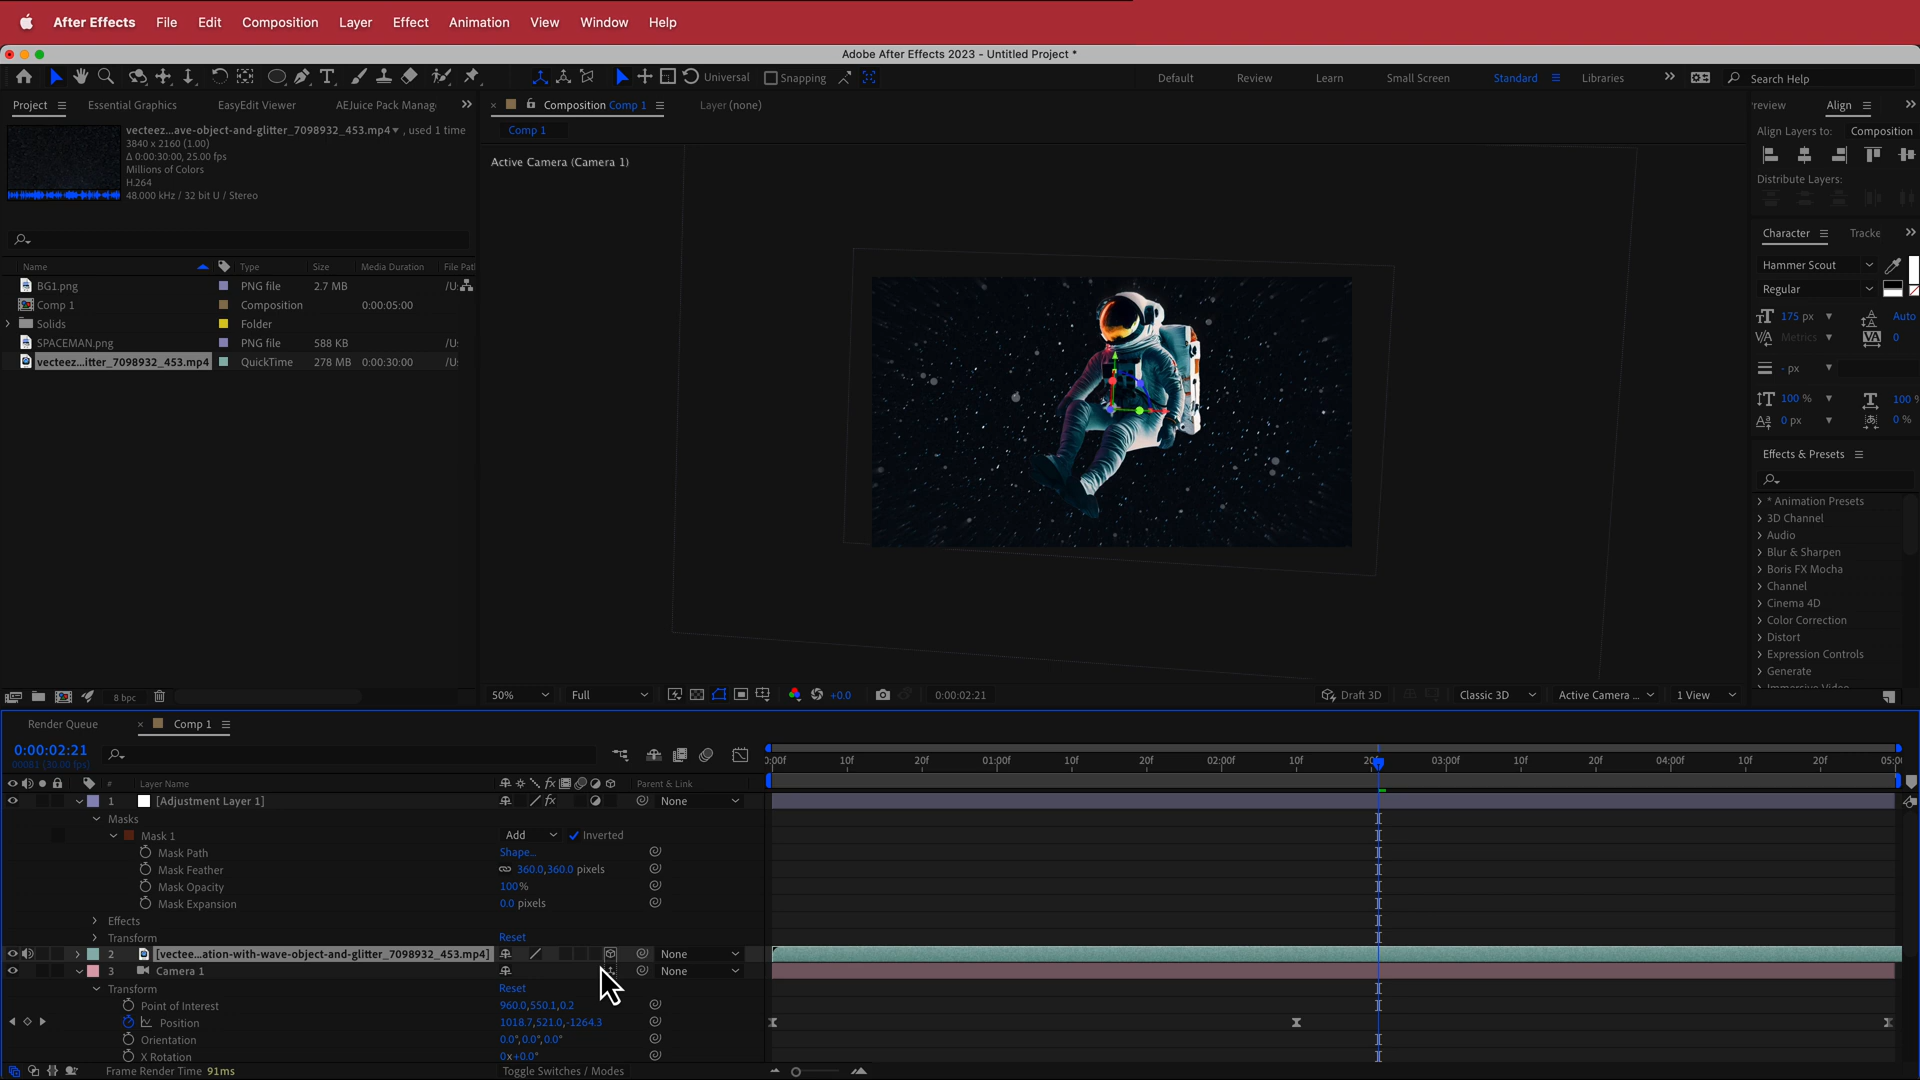 After Effects File Edit Composition Layer Effect Animation View Window Help
Adobe After Effects 2023 - Untitled Project *
Universal Snapping Default Review Learn Small Screen Standard Libraries Search Help
Project Essential Graphics EasyEdit Viewer AEJuice Pack Manag
Composition Comp 1 Layer (none)
review Align
vecteez...ave-object-and-glitter_7098932_453.mp4 , used 1 time
3840 x 2160 (1.00)
Δ 0:00:30:00, 25.00 fps
Millions of Colors
H.264
48.000 kHz / 32 bit U / Stereo
Comp 1
Active Camera (Camera 1)
Align Layers to: Composition
Distribute Layers:
Character Tracke
Hammer Scout
Regular
175 px Auto
Metrics 0
- px
100 % 100 %
0 px 0 %
Effects & Presets
* Animation Presets
3D Channel
Audio
Blur & Sharpen
Boris FX Mocha
Channel
Cinema 4D
Color Correction
Distort
Expression Controls
Generate
Immersive Video
Name Type Size Media Duration File Pat
BG1.png PNG file 2.7 MB /U
Comp 1 Composition 0:00:05:00
Solids Folder
SPACEMAN.png PNG file 588 KB /U
vecteez...itter_7098932_453.mp4 QuickTime 278 MB 0:00:30:00 /U
8 bpc
50% Full +0.0 0:00:02:21 Draft 3D Classic 3D Active Camera ... 1 View
Render Queue Comp 1
0:00:02:21
00081 (30.00 fps)
0:00f 10f 20f 01:00f 10f 20f 02:00f 10f 20 03:00f 10f 20f 04:00f 10f 20f 05:0
# Layer Name Parent & Link
1 [Adjustment Layer 1] None
Masks
Mask 1 Add Inverted
Mask Path Shape...
Mask Feather 360.0,360.0 pixels
Mask Opacity 100%
Mask Expansion 0.0 pixels
Effects
Transform Reset
2 [vectee...ation-with-wave-object-and-glitter_7098932_453.mp4] None
3 Camera 1 None
Transform Reset
Point of Interest 960.0,550.1,0.2
Position 1018.7,521.0,-1264.3
Orientation 0.0°,0.0°,0.0°
X Rotation 0x+0.0°
Frame Render Time 91ms Toggle Switches / Modes